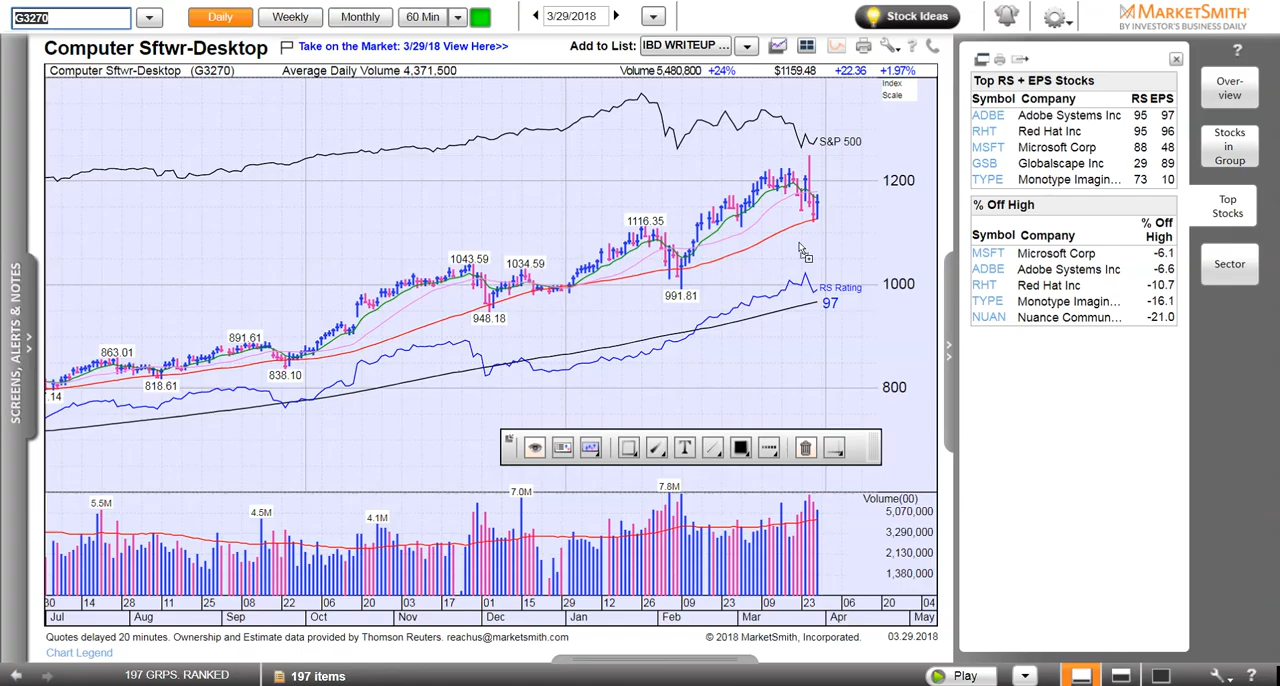 G3270
Daily
Weekly
Monthly
60 Min
3/29/2018
Stock Ideas
MARKETSMITH
BY INVESTOR'S BUSINESS DAILY
Computer Sftwr-Desktop
Take on the Market: 3/29/18 View Here>>
Add to List:
IBD WRITEUP ...
?
Computer Sftwr-Desktop (G3270) Average Daily Volume 4,371,500 Volume 5,480,800 +24% $1159.48 +22.36 +1.97%
Index
Scale
S&P 500
1200
1116.35
1043.59
1034.59
1000
991.81
948.18
RS Rating
97
891.61
863.01
838.10
818.61
.14
800
7.8M
7.0M
5.5M
4.5M
4.1M
Volume(00)
5,070,000
3,290,000
2,130,000
1,380,000
30 14 28 11 25 08 22 06 20 03 17 01 15 29 12 26 09 23 09 23 06 20 04
Jul Aug Sep Oct Nov Dec Jan Feb Mar Apr May
Quotes delayed 20 minutes. Ownership and Estimate data provided by Thomson Reuters. reachus@marketsmith.com
© 2018 MarketSmith, Incorporated.
03.29.2018
Chart Legend
SCREENS, ALERTS & NOTES
T
Top RS + EPS Stocks
Symbol Company RS EPS
ADBE Adobe Systems Inc 95 97
RHT Red Hat Inc 95 96
MSFT Microsoft Corp 88 48
GSB Globalscape Inc 29 89
TYPE Monotype Imagin... 73 10
% Off High
Symbol Company % Off High
MSFT Microsoft Corp -6.1
ADBE Adobe Systems Inc -6.6
RHT Red Hat Inc -10.7
TYPE Monotype Imagin... -16.1
NUAN Nuance Commun... -21.0
?
Over-
view
Stocks
in
Group
Top
Stocks
Sector
197 GRPS. RANKED
197 items
Play
?